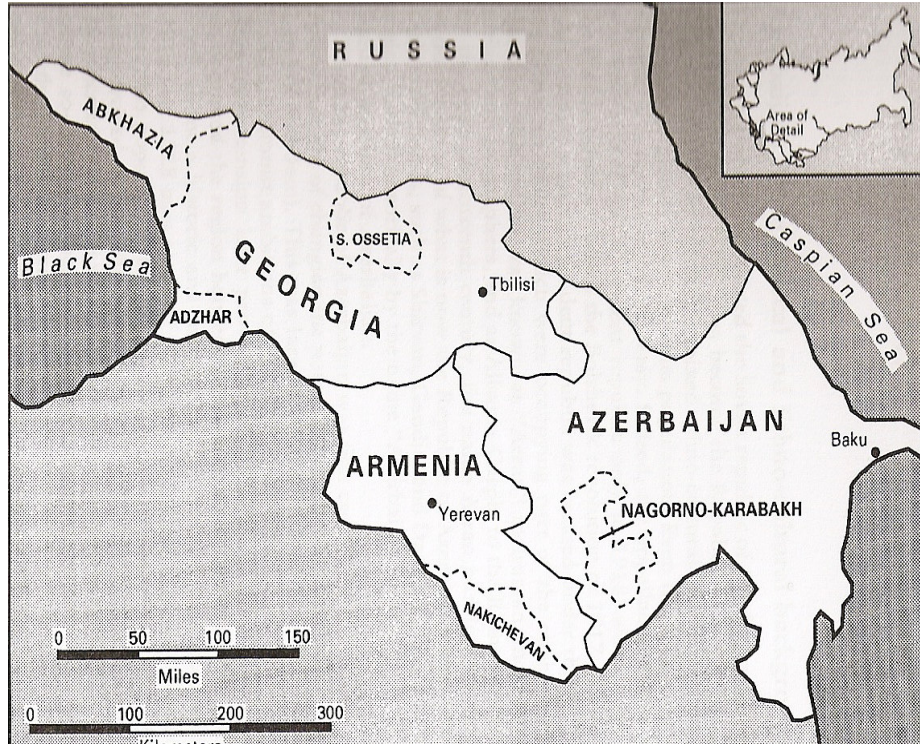 RUSSIA
Area of
Detail
ABKHAZIA
S. OSSETIA
Caspian Sea
Black Sea
GEORGIA
Tbilisi
ADZHAR
AZERBAIJAN
Baku
ARMENIA
Yerevan
NAGORNO-KARABAKH
NAKICHEVAN
0 50 100 150
Miles
0 100 200 300
Kilometers